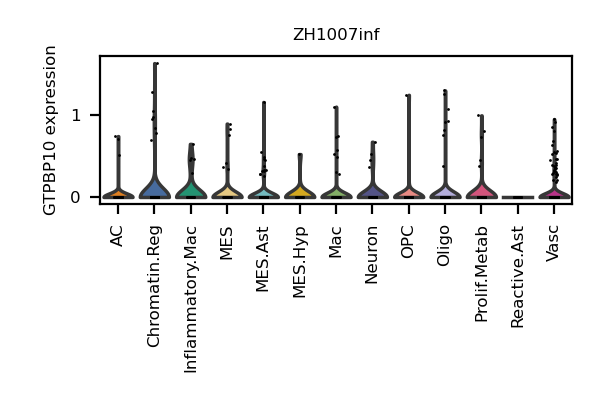 ZH1007inf
GTPBP10 expression
1
0
AC
Chromatin.Reg
Inflammatory.Mac
MES
MES.Ast
MES.Hyp
Mac
Neuron
OPC
Oligo
Prolif.Metab
Reactive.Ast
Vasc